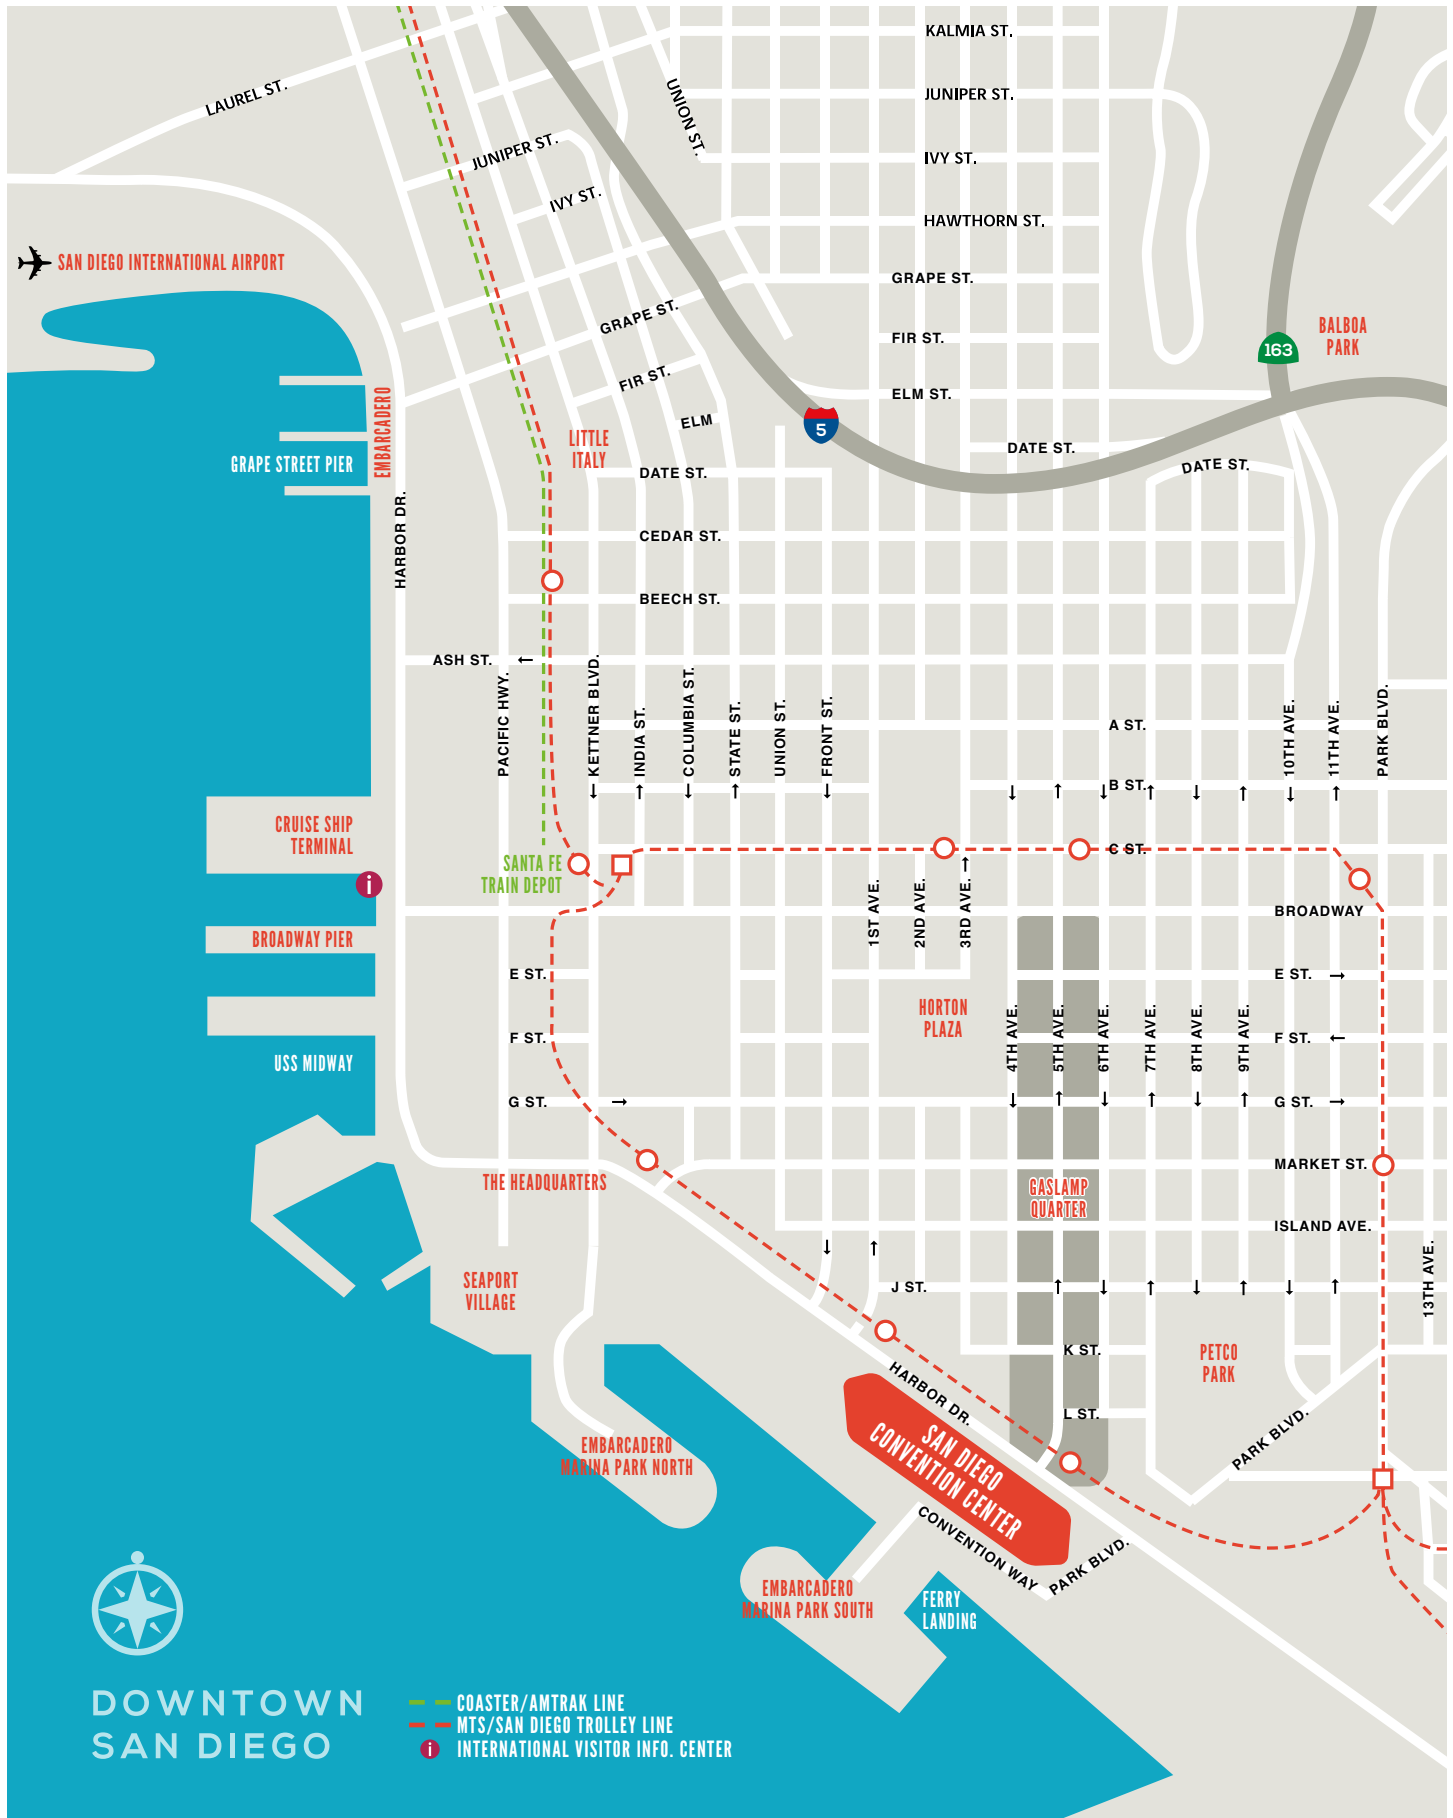 KALMIA ST.
LAUREL ST.
UNION ST.
JUNIPER ST.
JUNIPER ST.
IVY ST.
IVY ST.
HAWTHORN ST.
SAN DIEGO INTERNATIONAL AIRPORT
GRAPE ST.
GRAPE ST.
FIR ST.
BALBOA
PARK
163
FIR ST.
ELM ST.
ELM
5
EMBARCADERO
LITTLE
ITALY
DATE ST.
GRAPE STREET PIER
DATE ST.
DATE ST.
HARBOR DR.
CEDAR ST.
BEECH ST.
ASH ST.
PACIFIC HWY.
KETTNER BLVD.
INDIA ST.
COLUMBIA ST.
STATE ST.
UNION ST.
FRONT ST.
A ST.
10TH AVE.
11TH AVE.
PARK BLVD.
B ST.
CRUISE SHIP
TERMINAL
C ST.
SANTA FE
TRAIN DEPOT
i
1ST AVE.
2ND AVE.
3RD AVE.
BROADWAY
BROADWAY PIER
E ST.
E ST.
HORTON
PLAZA
4TH AVE.
5TH AVE.
6TH AVE.
7TH AVE.
8TH AVE.
9TH AVE.
F ST.
F ST.
USS MIDWAY
G ST.
G ST.
MARKET ST.
THE HEADQUARTERS
GASLAMP
QUARTER
ISLAND AVE.
SEAPORT
VILLAGE
J ST.
13TH AVE.
K ST.
PETCO
PARK
HARBOR DR.
L ST.
PARK BLVD.
SAN DIEGO
CONVENTION CENTER
EMBARCADERO
MARINA PARK NORTH
CONVENTION WAY
PARK BLVD.
EMBARCADERO
MARINA PARK SOUTH
FERRY
LANDING
DOWNTOWN
SAN DIEGO
COASTER/AMTRAK LINE
MTS/SAN DIEGO TROLLEY LINE
i INTERNATIONAL VISITOR INFO. CENTER